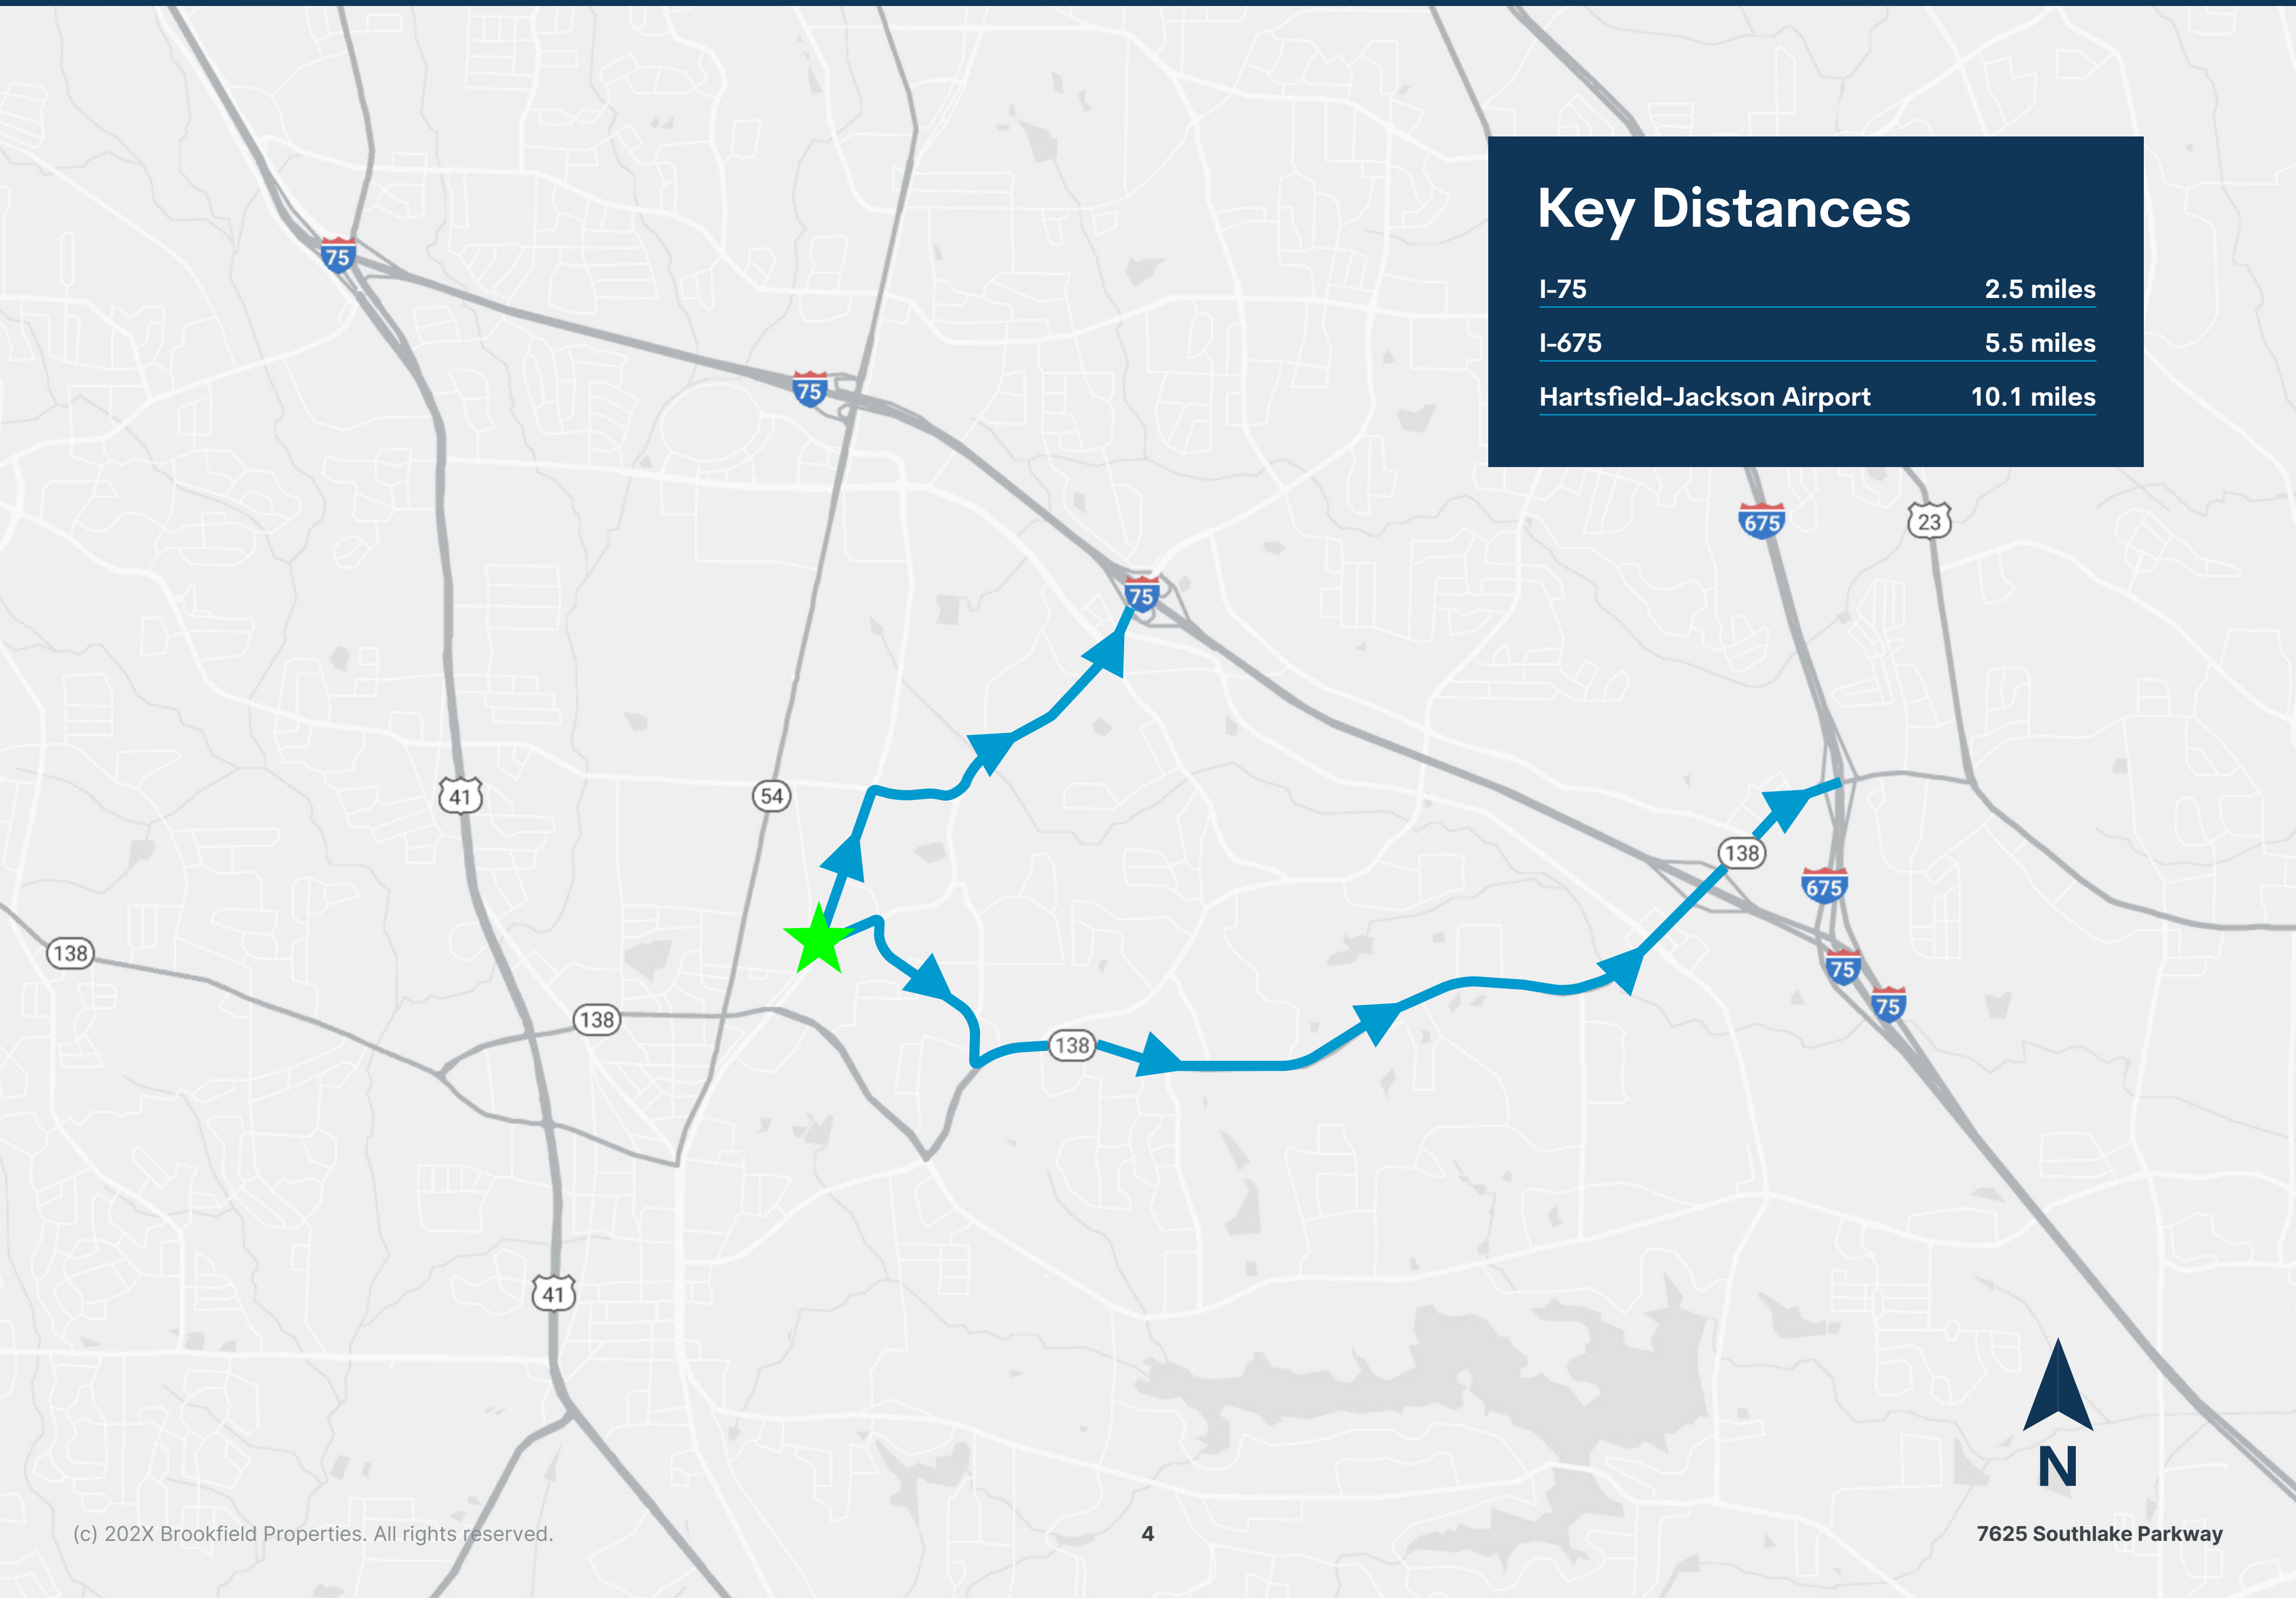 Key Distances
I-75 2.5 miles
I-675 5.5 miles
Hartsfield-Jackson Airport 10.1 miles
75
75
675
23
75
41
54
138
675
138
75
75
138
138
41
N
(c) 202X Brookfield Properties. All rights reserved. 4 7625 Southlake Parkway